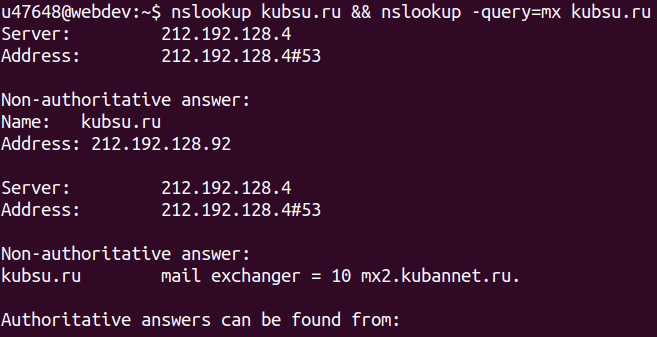 u47648@webdev:~$ nslookup kubsu.ru && nslookup -query=mx kubsu.ru
Server:         212.192.128.4
Address:        212.192.128.4#53

Non-authoritative answer:
Name:   kubsu.ru
Address: 212.192.128.92

Server:         212.192.128.4
Address:        212.192.128.4#53

Non-authoritative answer:
kubsu.ru        mail exchanger = 10 mx2.kubannet.ru.

Authoritative answers can be found from: